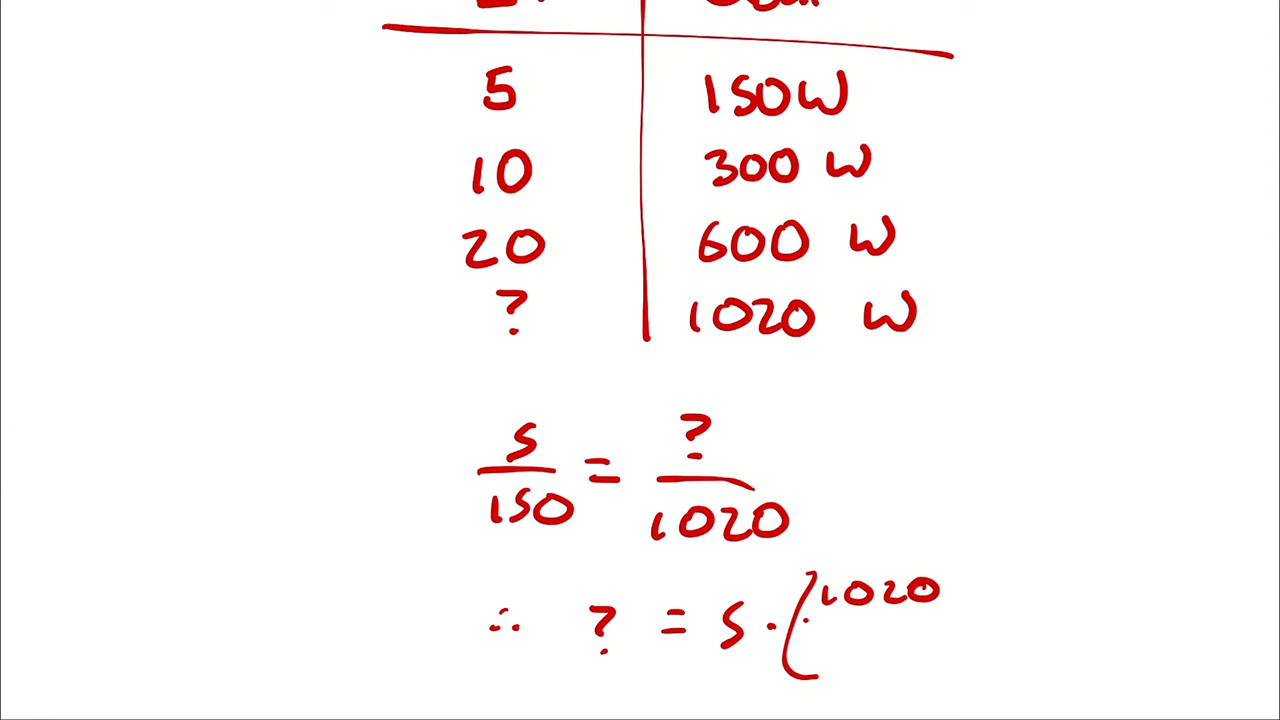 5 150W
10 300 W
20 600 W
? 1020 W
5/150 = ?/1020
∴ ? = 5 · (1020